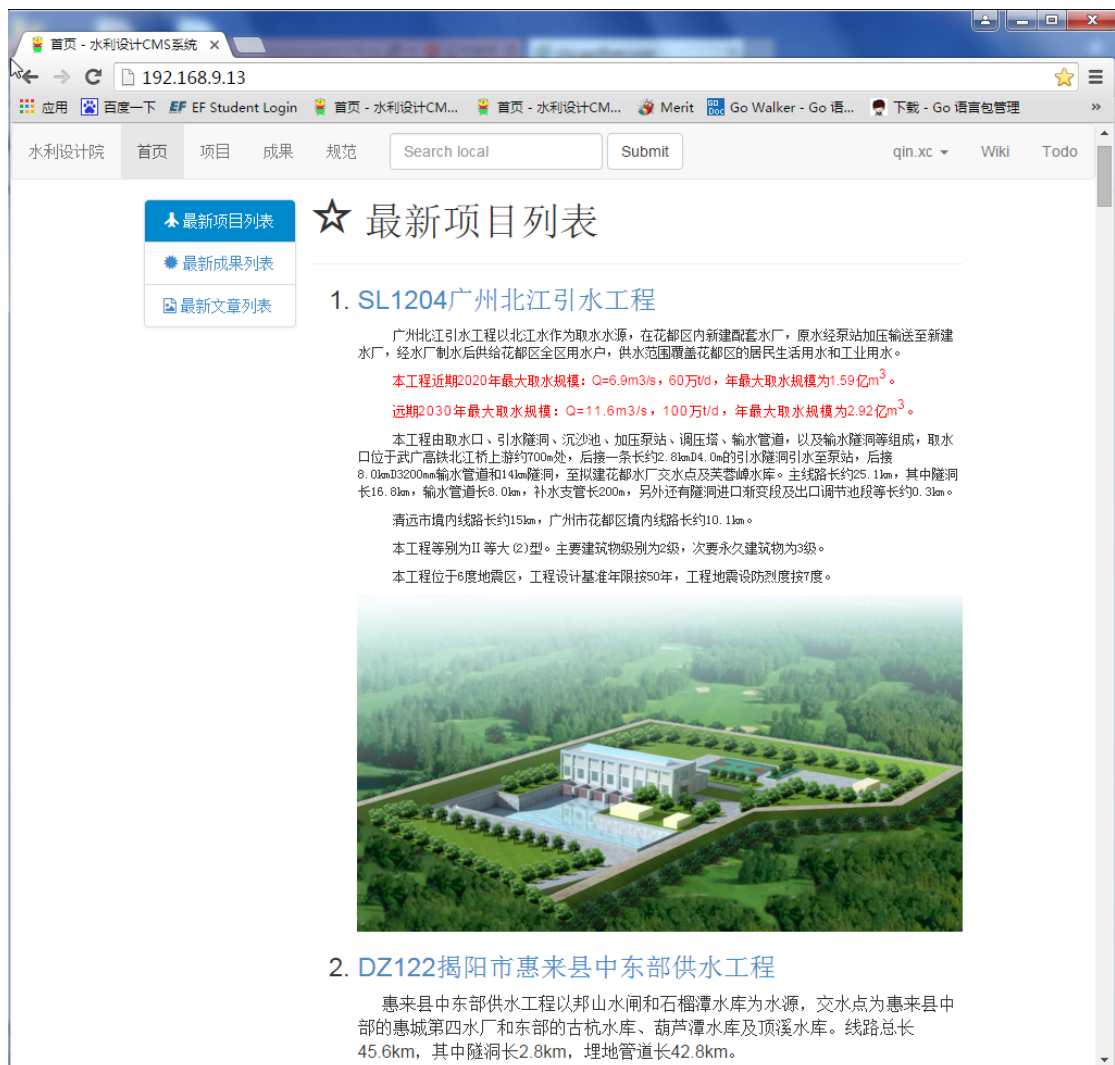 首页 - 水利设计CMS系统
192.168.9.13
应用 百度一下 EF EF Student Login 首页 - 水利设计CM... 首页 - 水利设计CM... Merit GO DOC Go Walker - Go 语... 下载 - Go 语言包管理 »
水利设计院 首页 项目 成果 规范 Search local Submit qin.xc Wiki Todo
最新项目列表
最新成果列表
最新文章列表
☆ 最新项目列表
1. SL1204广州北江引水工程
广州北江引水工程以北江水作为取水水源，在花都区内新建配套水厂，原水经泵站加压输送至新建
水厂，经水厂制水后供给花都区全区用水户，供水范围覆盖花都区的居民生活用水和工业用水。
本工程近期2020年最大取水规模：Q=6.9m3/s，60万t/d，年最大取水规模为1.59亿m³。
远期2030年最大取水规模：Q=11.6m3/s，100万t/d，年最大取水规模为2.92亿m³。
本工程由取水口、引水隧洞、沉沙池、加压泵站、调压塔、输水管道，以及输水隧洞等组成，取水
口位于武广高铁北江桥上游约700m处，后接一条长约2.8kmD4.0m的引水隧洞引水至泵站，后接
8.0kmD3200mm输水管道和14km隧洞，至拟建花都水厂交水点及芙蓉嶂水库。主线路长约25.1km，其中隧洞
长16.8km，输水管道长8.0km，补水支管长200m，另外还有隧洞进口渐变段及出口调节池段等长约0.3km。
清远市境内线路长约15km，广州市花都区境内线路长约10.1km。
本工程等别为II等大(2)型。主要建筑物级别为2级，次要永久建筑物为3级。
本工程位于6度地震区，工程设计基准年限按50年，工程地震设防烈度按7度。
2. DZ122揭阳市惠来县中东部供水工程
惠来县中东部供水工程以邦山水闸和石榴潭水库为水源，交水点为惠来县中
部的惠城第四水厂和东部的古杭水库、葫芦潭水库及顶溪水库。线路总长
45.6km，其中隧洞长2.8km，埋地管道长42.8km。